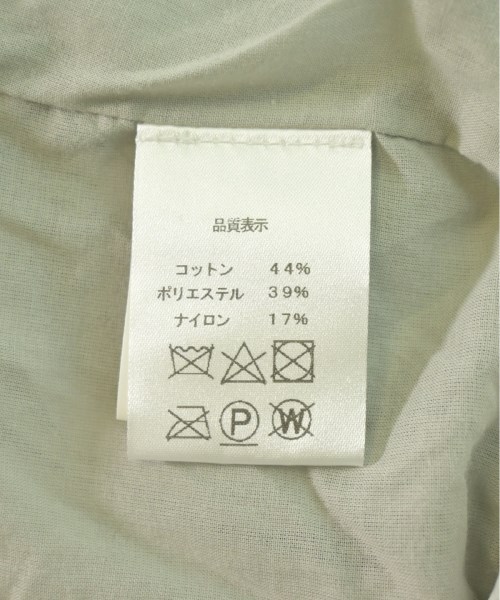 品質表示
コットン 44%
ポリエステル 39%
ナイロン 17%
P W